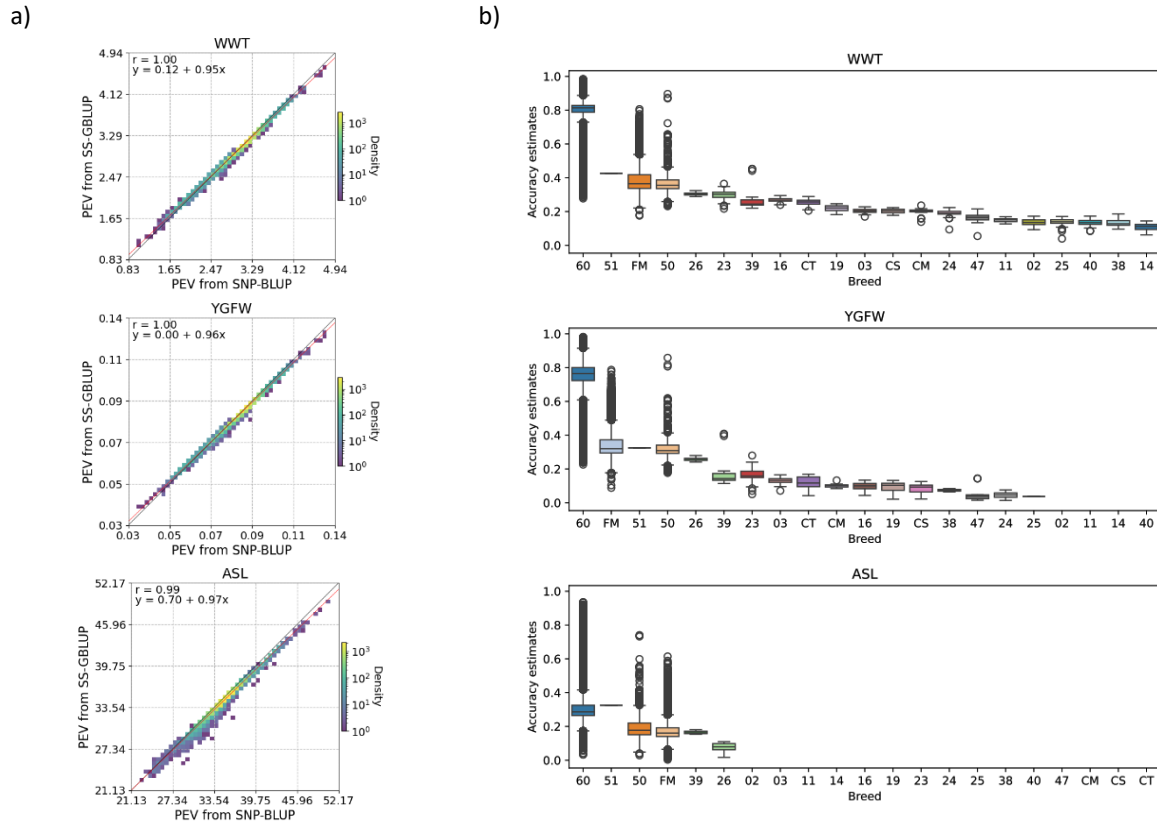 a)
WWT
r = 1.00
y = 0.12 + 0.95x
4.94
4.12
3.29
2.47
1.65
0.83
PEV from SS-GBLUP
0.83 1.65 2.47 3.29 4.12 4.94
PEV from SNP-BLUP
10³
10²
10¹
10⁰
Density
YGFW
r = 1.00
y = 0.00 + 0.96x
0.14
0.11
0.09
0.07
0.05
0.03
PEV from SS-GBLUP
0.03 0.05 0.07 0.09 0.11 0.14
PEV from SNP-BLUP
10³
10²
10¹
10⁰
Density
ASL
r = 0.99
y = 0.70 + 0.97x
52.17
45.96
39.75
33.54
27.34
21.13
PEV from SS-GBLUP
21.13 27.34 33.54 39.75 45.96 52.17
PEV from SNP-BLUP
10³
10²
10¹
10⁰
Density
b)
WWT
1.0
0.8
0.6
0.4
0.2
0.0
Accuracy estimates
60 51 FM 50 26 23 39 16 CT 19 03 CS CM 24 47 11 02 25 40 38 14
Breed
YGFW
1.0
0.8
0.6
0.4
0.2
0.0
Accuracy estimates
60 FM 51 50 26 39 23 03 CT CM 16 19 CS 38 47 24 25 02 11 14 40
Breed
ASL
1.0
0.8
0.6
0.4
0.2
0.0
Accuracy estimates
60 51 50 FM 39 26 02 03 11 14 16 19 23 24 25 38 40 47 CM CS CT
Breed